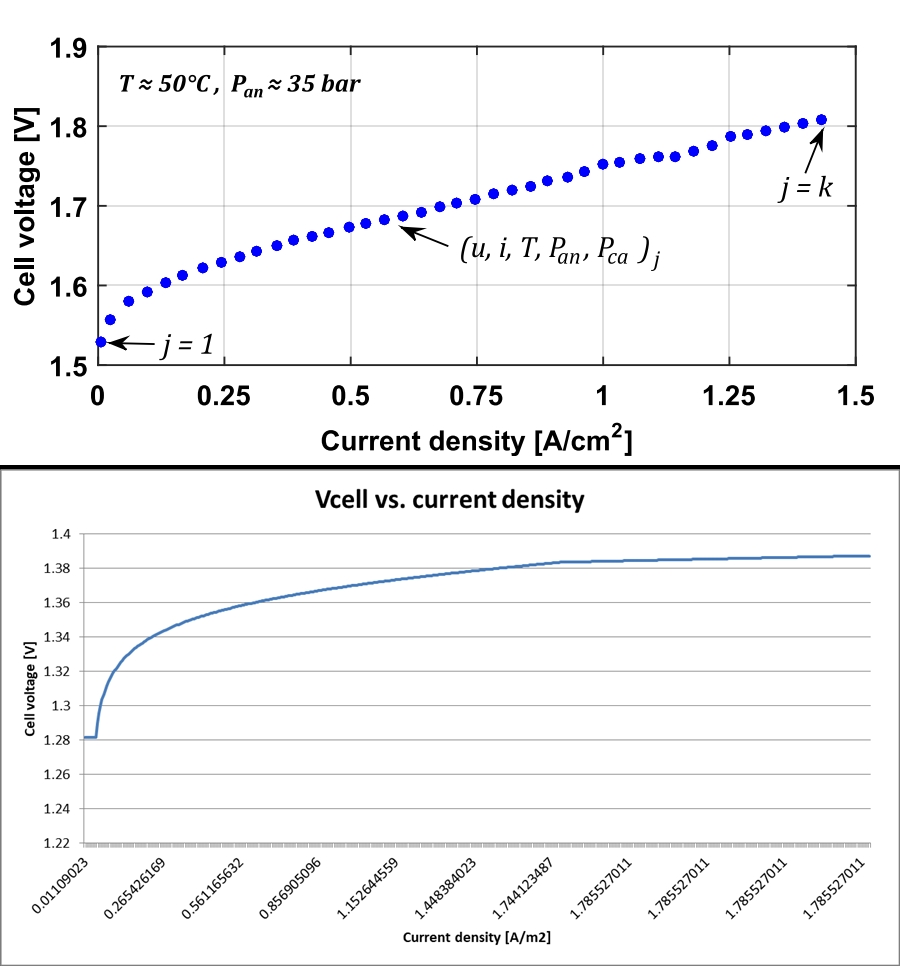 1.9
T ≈ 50°C, Pan ≈ 35 bar
1.8
j = k
1.7
(u, i, T, Pan, Pca )j
1.6
j = 1
1.5
0 0.25 0.5 0.75 1 1.25 1.5
Cell voltage [V]
Current density [A/cm2]
Vcell vs. current density
1.4
1.38
1.36
1.34
1.32
1.3
1.28
1.26
1.24
1.22
Cell voltage [V]
0.01109023 0.265426169 0.561165632 0.856905096 1.152644559 1.448384023 1.744123487 1.785527011 1.785527011 1.785527011 1.785527011
Current density [A/m2]